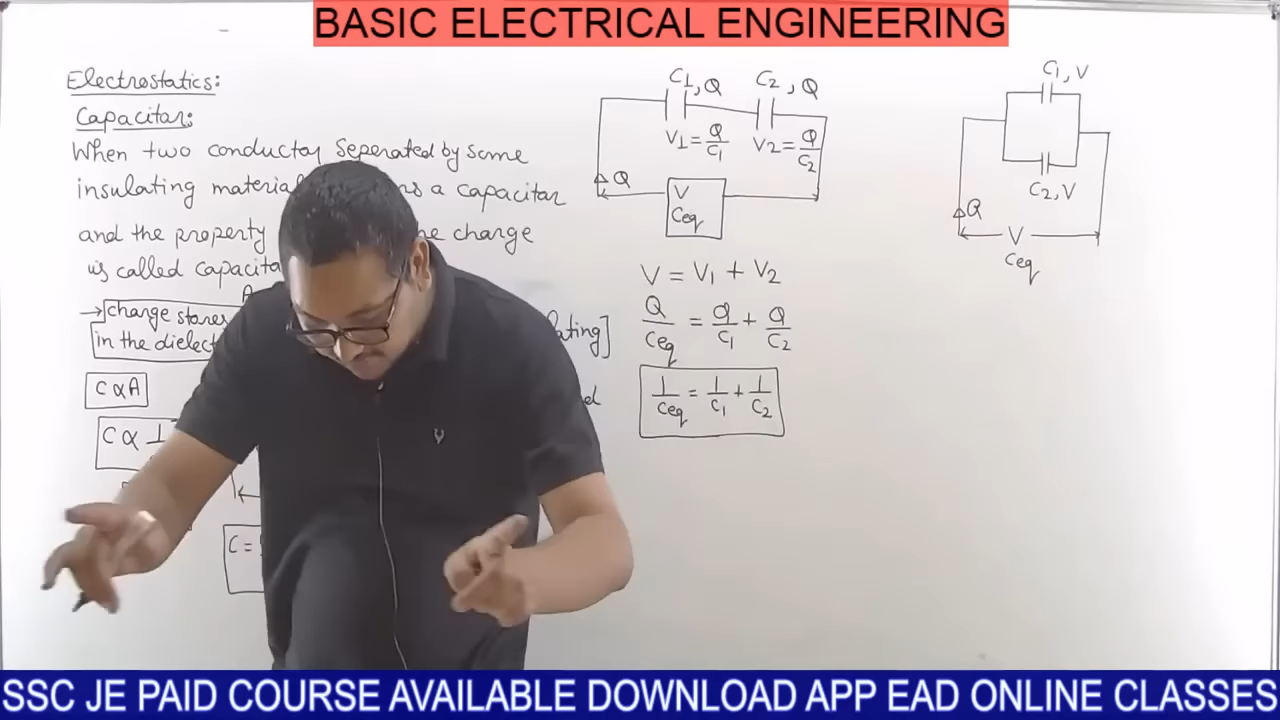 BASIC ELECTRICAL ENGINEERING
Electrostatics:
Capacitor:
When two conductor seperated by some
insulating material a capacitor
and the property the charge
is called
→ charge stores
in the
C ∝ A
C ∝ 1
C =
C1, Q C2, Q
V1 = Q/C1 V2 = Q/C2
Q
V
Ceq
V = V1 + V2
Q/Ceq = Q/C1 + Q/C2
1/Ceq = 1/C1 + 1/C2
C1, V
C2, V
Q
V
Ceq
SSC JE PAID COURSE AVAILABLE DOWNLOAD APP EAD ONLINE CLASSES